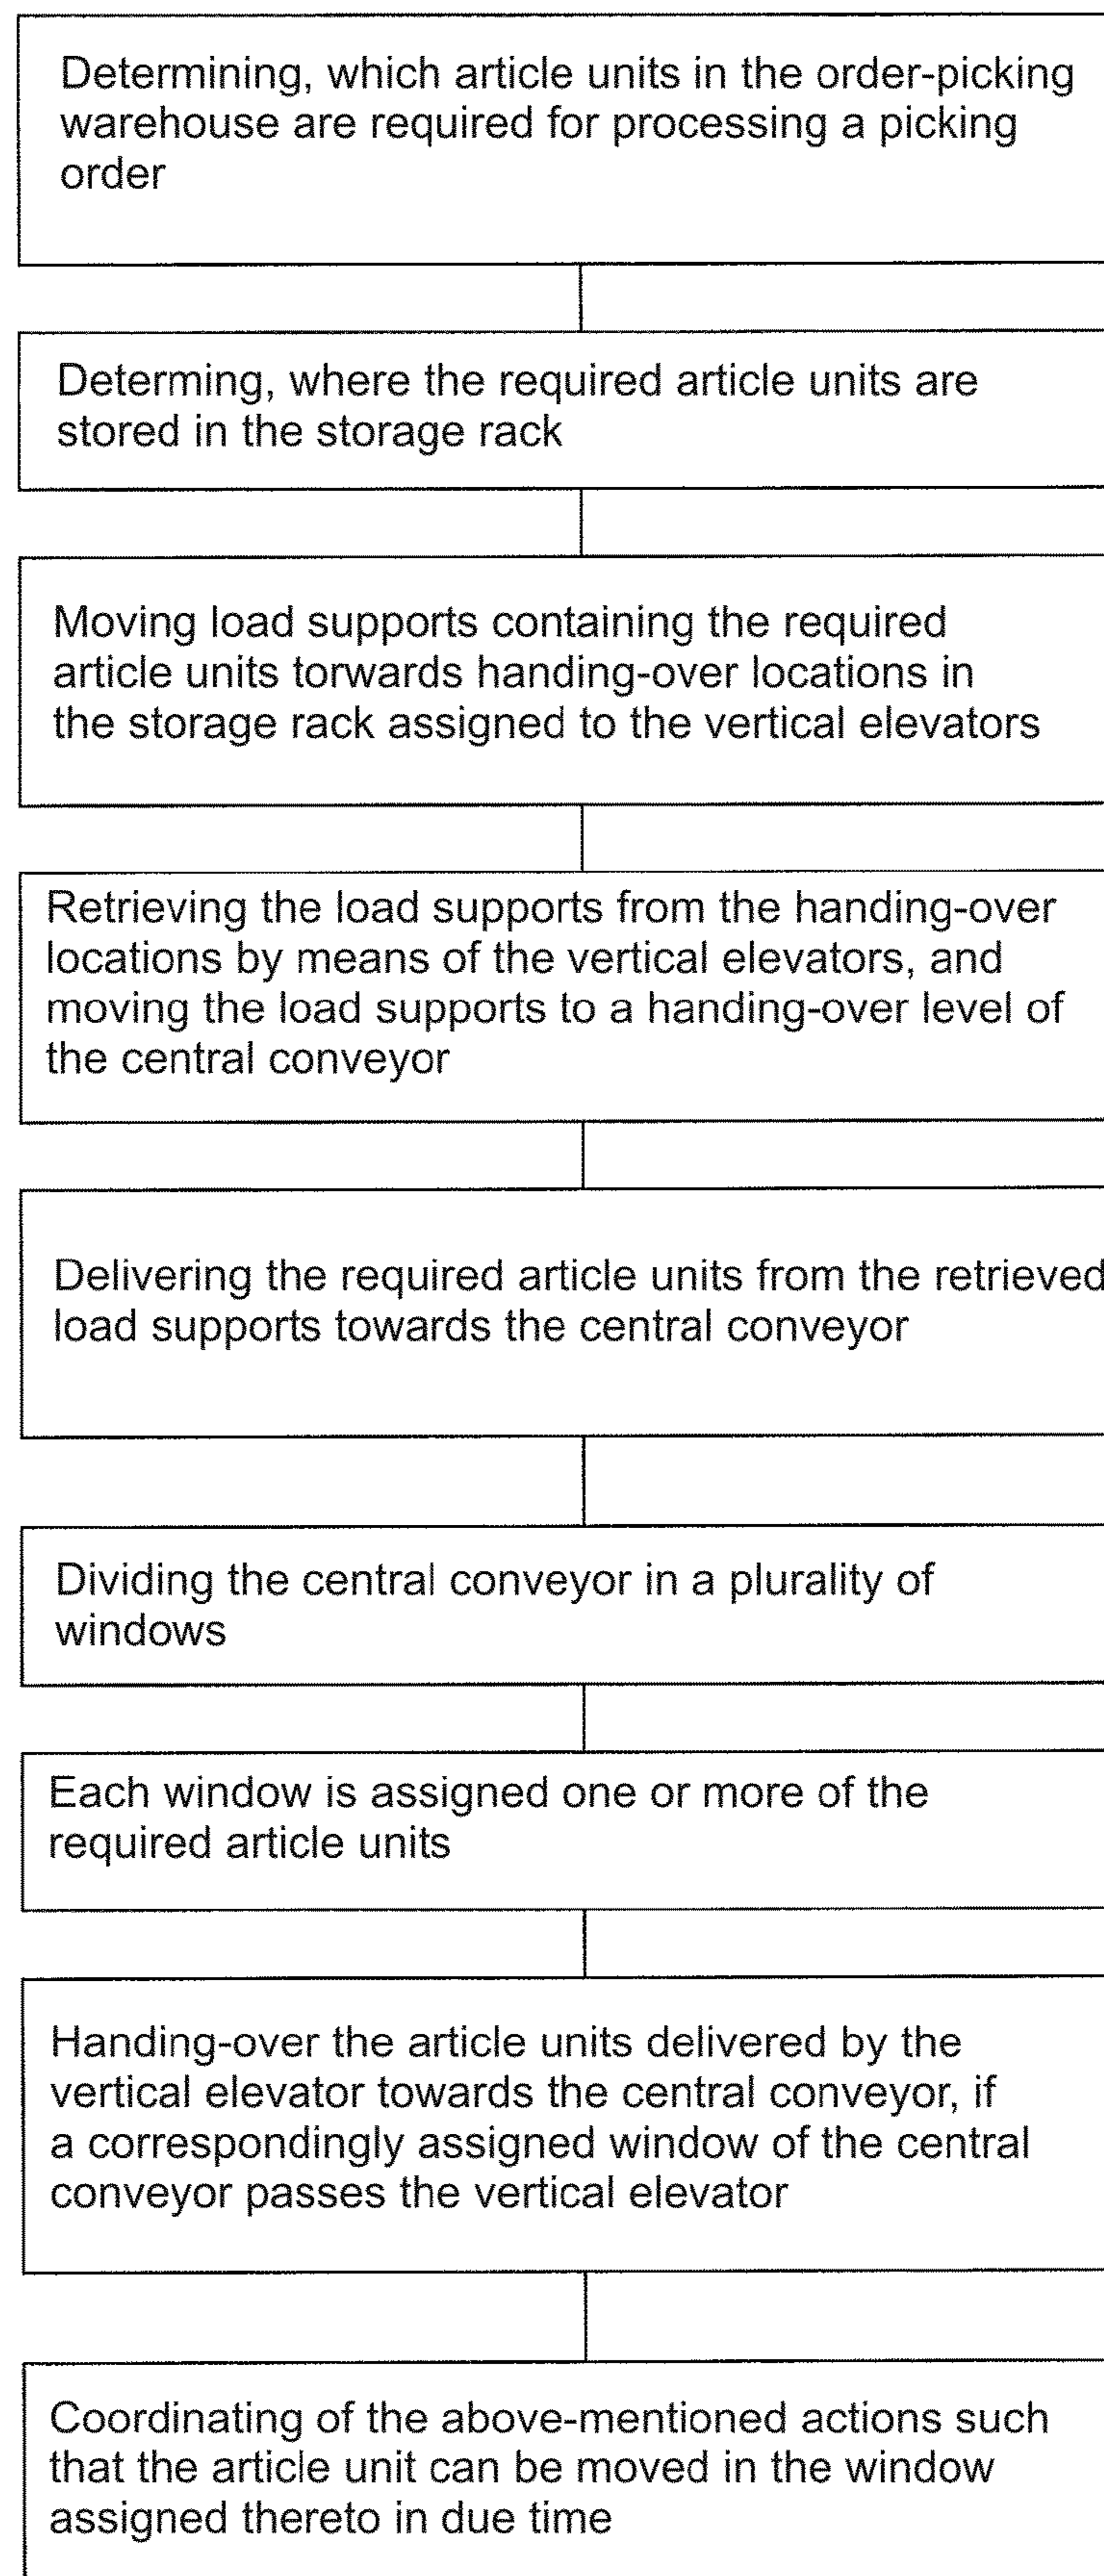 Determining, which article units in the order-picking
warehouse are required for processing a picking
order
Determing, where the required article units are
stored in the storage rack
Moving load supports containing the required
article units torwards handing-over locations in
the storage rack assigned to the vertical elevators
Retrieving the load supports from the handing-over
locations by means of the vertical elevators, and
moving the load supports to a handing-over level of
the central conveyor
Delivering the required article units from the retrieved
load supports towards the central conveyor
Dividing the central conveyor in a plurality of
windows
Each window is assigned one or more of the
required article units
Handing-over the article units delivered by the
vertical elevator towards the central conveyor, if
a correspondingly assigned window of the central
conveyor passes the vertical elevator
Coordinating of the above-mentioned actions such
that the article unit can be moved in the window
assigned thereto in due time